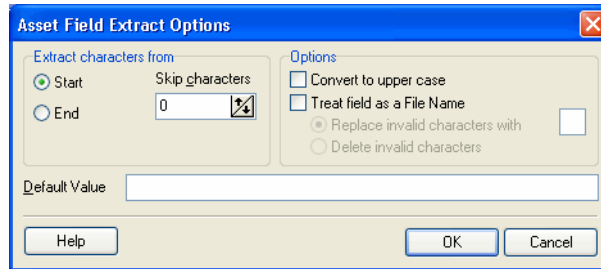 Asset Field Extract Options
Extract characters from
Start
Skip characters
0
End
Options
Convert to upper case
Treat field as a File Name
Replace invalid characters with
Delete invalid characters
Default Value
Help
OK
Cancel